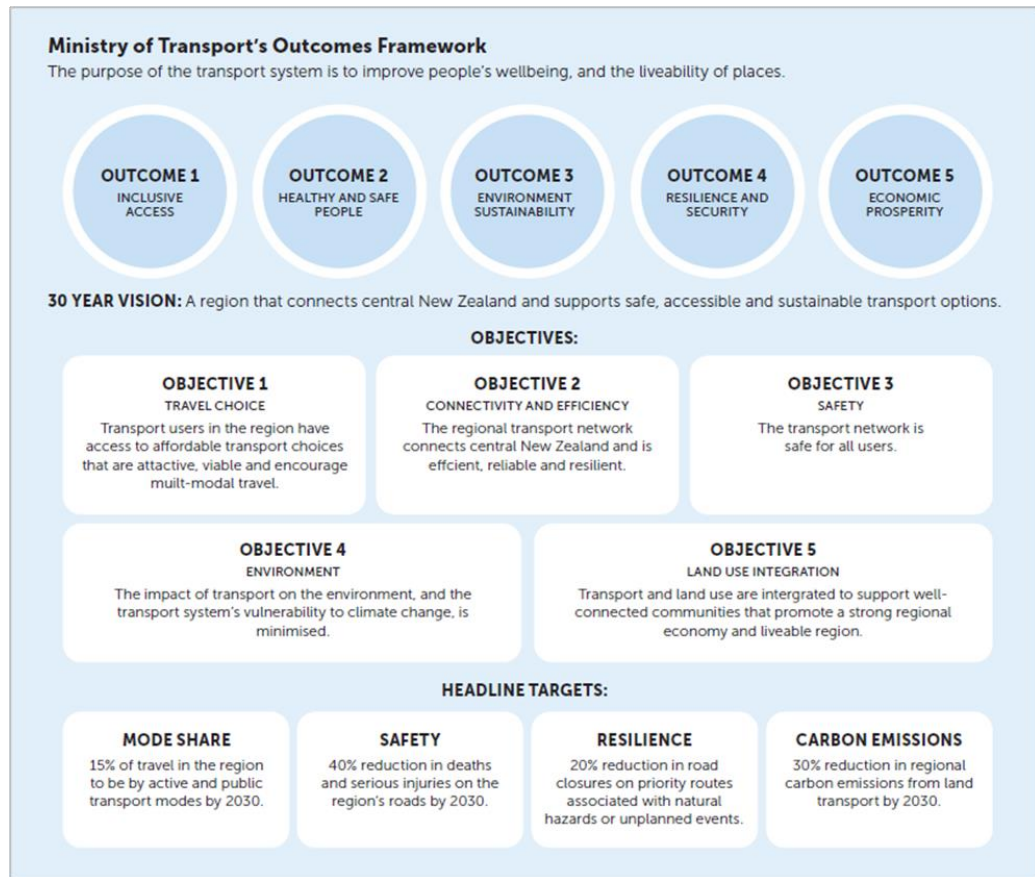 Ministry of Transport's Outcomes Framework
The purpose of the transport system is to improve people's wellbeing, and the liveability of places.
OUTCOME 1
INCLUSIVE
ACCESS
OUTCOME 2
HEALTHY AND SAFE
PEOPLE
OUTCOME 3
ENVIRONMENT
SUSTAINABILITY
OUTCOME 4
RESILIENCE AND
SECURITY
OUTCOME 5
ECONOMIC
PROSPERITY
30 YEAR VISION: A region that connects central New Zealand and supports safe, accessible and sustainable transport options.
OBJECTIVES:
OBJECTIVE 1
TRAVEL CHOICE
Transport users in the region have
access to affordable transport choices
that are attactive, viable and encourage
muilt-modal travel.
OBJECTIVE 2
CONNECTIVITY AND EFFICIENCY
The regional transport network
connects central New Zealand and is
effcient, reliable and resilient.
OBJECTIVE 3
SAFETY
The transport network is
safe for all users.
OBJECTIVE 4
ENVIRONMENT
The impact of transport on the environment, and the
transport system's vulnerability to climate change, is
minimised.
OBJECTIVE 5
LAND USE INTEGRATION
Transport and land use are intergrated to support well-
connected communities that promote a strong regional
economy and liveable region.
HEADLINE TARGETS:
MODE SHARE
15% of travel in the region
to be by active and public
transport modes by 2030.
SAFETY
40% reduction in deaths
and serious injuries on the
region's roads by 2030.
RESILIENCE
20% reduction in road
closures on priority routes
associated with natural
hazards or unplanned events.
CARBON EMISSIONS
30% reduction in regional
carbon emissions from land
transport by 2030.